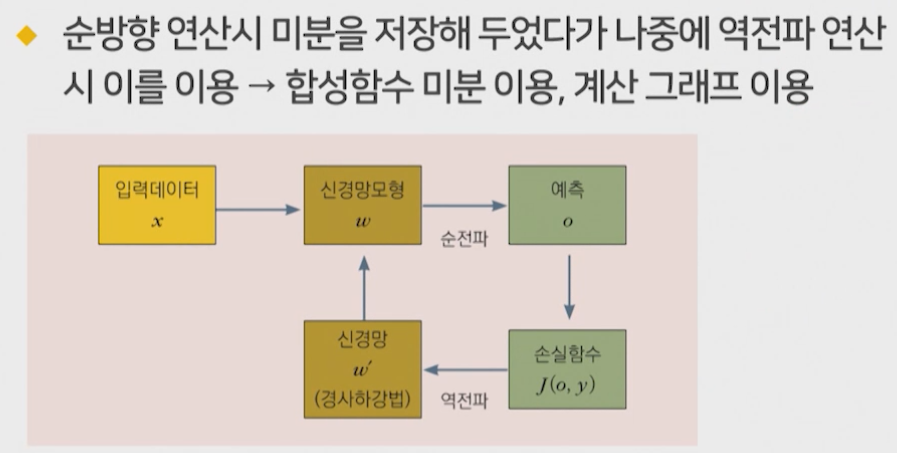 순방향 연산시 미분을 저장해 두었다가 나중에 역전파 연산
시 이를 이용 → 합성함수 미분 이용, 계산 그래프 이용
입력데이터
x
신경망모형
w
순전파
예측
o
손실함수
J(o, y)
역전파
신경망
w′
(경사하강법)